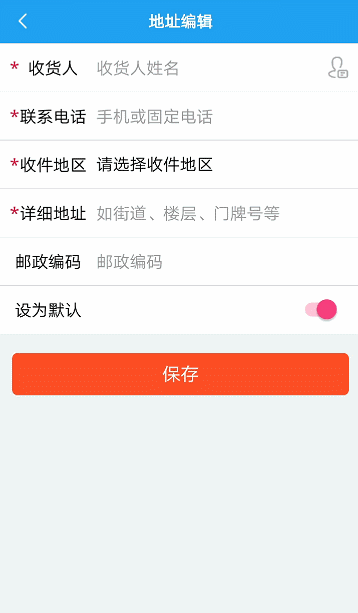 地址编辑
* 收货人 收货人姓名
*联系电话 手机或固定电话
*收件地区 请选择收件地区
*详细地址 如街道、楼层、门牌号等
邮政编码 邮政编码
设为默认
保存